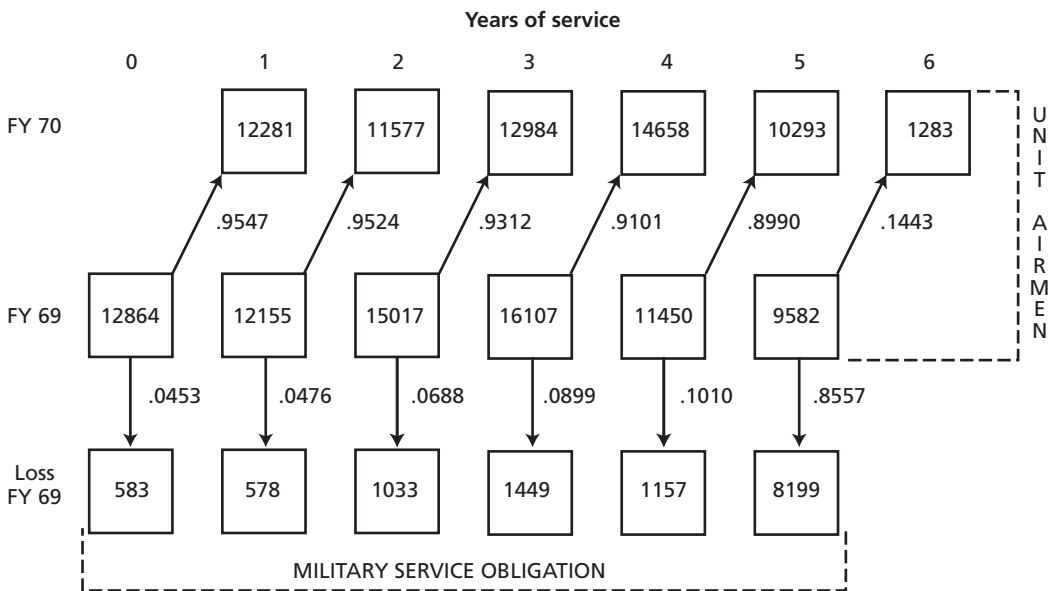 Years of service
0 1 2 3 4 5 6
FY 70 12281 11577 12984 14658 10293 1283
.9547 .9524 .9312 .9101 .8990 .1443
FY 69 12864 12155 15017 16107 11450 9582
.0453 .0476 .0688 .0899 .1010 .8557
Loss
FY 69 583 578 1033 1449 1157 8199
MILITARY SERVICE OBLIGATION
UNIT AIRMEN